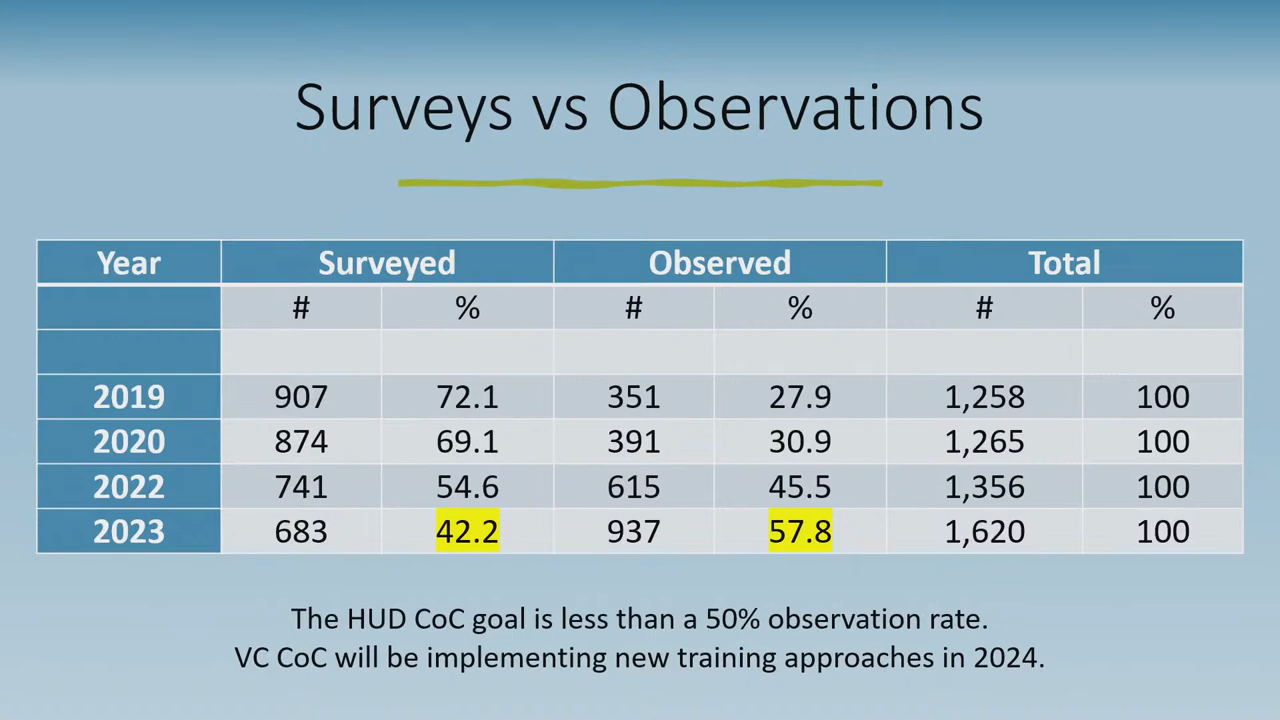 Surveys vs Observations
Year Surveyed Observed Total
# % # % # %
2019 907 72.1 351 27.9 1,258 100
2020 874 69.1 391 30.9 1,265 100
2022 741 54.6 615 45.5 1,356 100
2023 683 42.2 937 57.8 1,620 100
The HUD CoC goal is less than a 50% observation rate.
VC CoC will be implementing new training approaches in 2024.